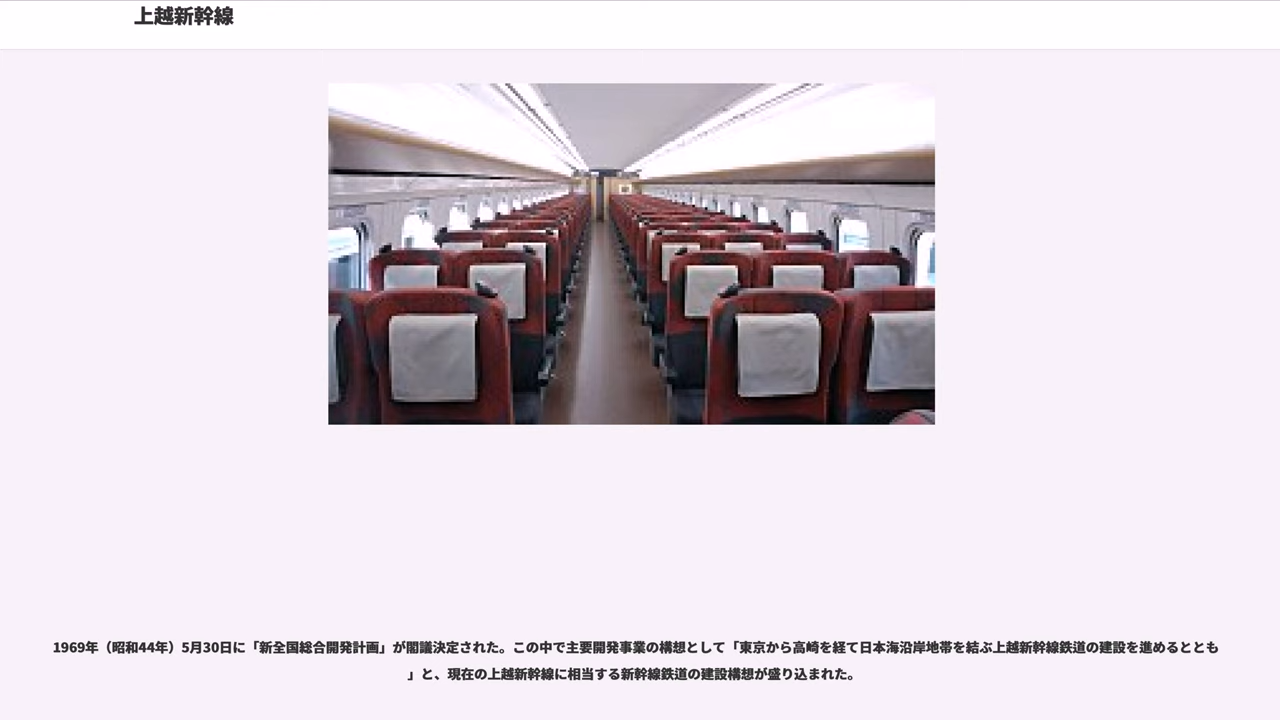 上越新幹線
1969年（昭和44年）5月30日に「新全国総合開発計画」が閣議決定された。この中で主要開発事業の構想として「東京から高崎を経て日本海沿岸地帯を結ぶ上越新幹線鉄道の建設を進めるととも
」と、現在の上越新幹線に相当する新幹線鉄道の建設構想が盛り込まれた。